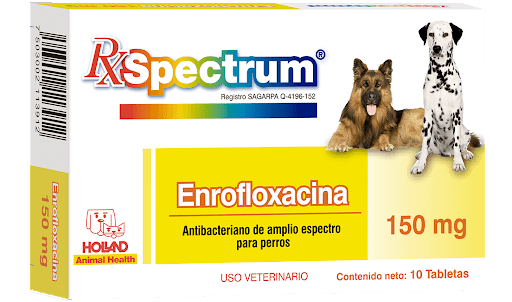 RxSpectrum®
Registro SAGARPA Q-4196-152
7503002113912
Enrofloxacina
Antibacteriano de amplio espectro
para perros
150 mg
Enrofloxacina
150 mg
HOLLAND
Animal Health
USO VETERINARIO
Contenido neto: 10 Tabletas